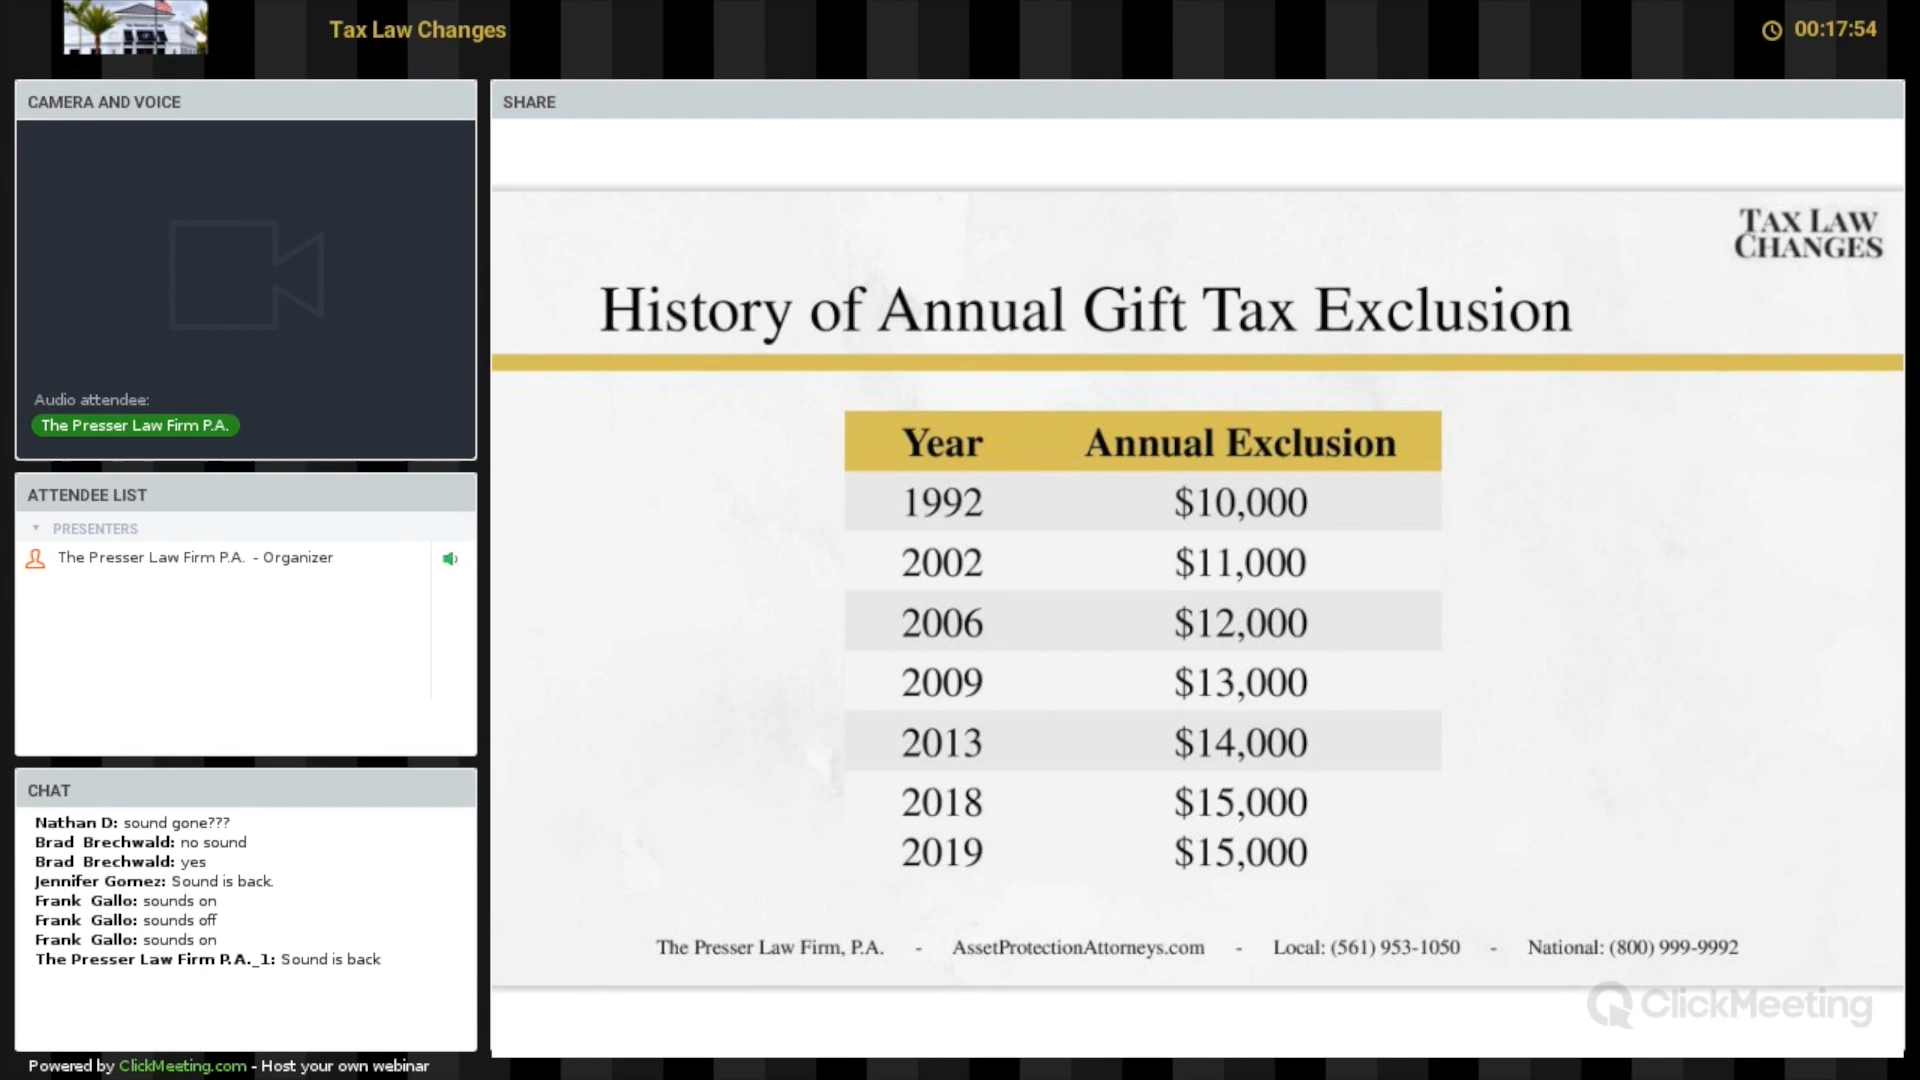 Tax Law Changes
00:17:54
CAMERA AND VOICE
Audio attendee:
The Presser Law Firm P.A.
ATTENDEE LIST
PRESENTERS
The Presser Law Firm P.A. - Organizer
CHAT
Nathan D: sound gone???
Brad Brechwald: no sound
Brad Brechwald: yes
Jennifer Gomez: Sound is back.
Frank Gallo: sounds on
Frank Gallo: sounds off
Frank Gallo: sounds on
The Presser Law Firm P.A._1: Sound is back
Powered by ClickMeeting.com - Host your own webinar
SHARE
TAX LAW
CHANGES
History of Annual Gift Tax Exclusion
Year Annual Exclusion
1992 $10,000
2002 $11,000
2006 $12,000
2009 $13,000
2013 $14,000
2018 $15,000
2019 $15,000
The Presser Law Firm, P.A. - AssetProtectionAttorneys.com - Local: (561) 953-1050 - National: (800) 999-9992
ClickMeeting